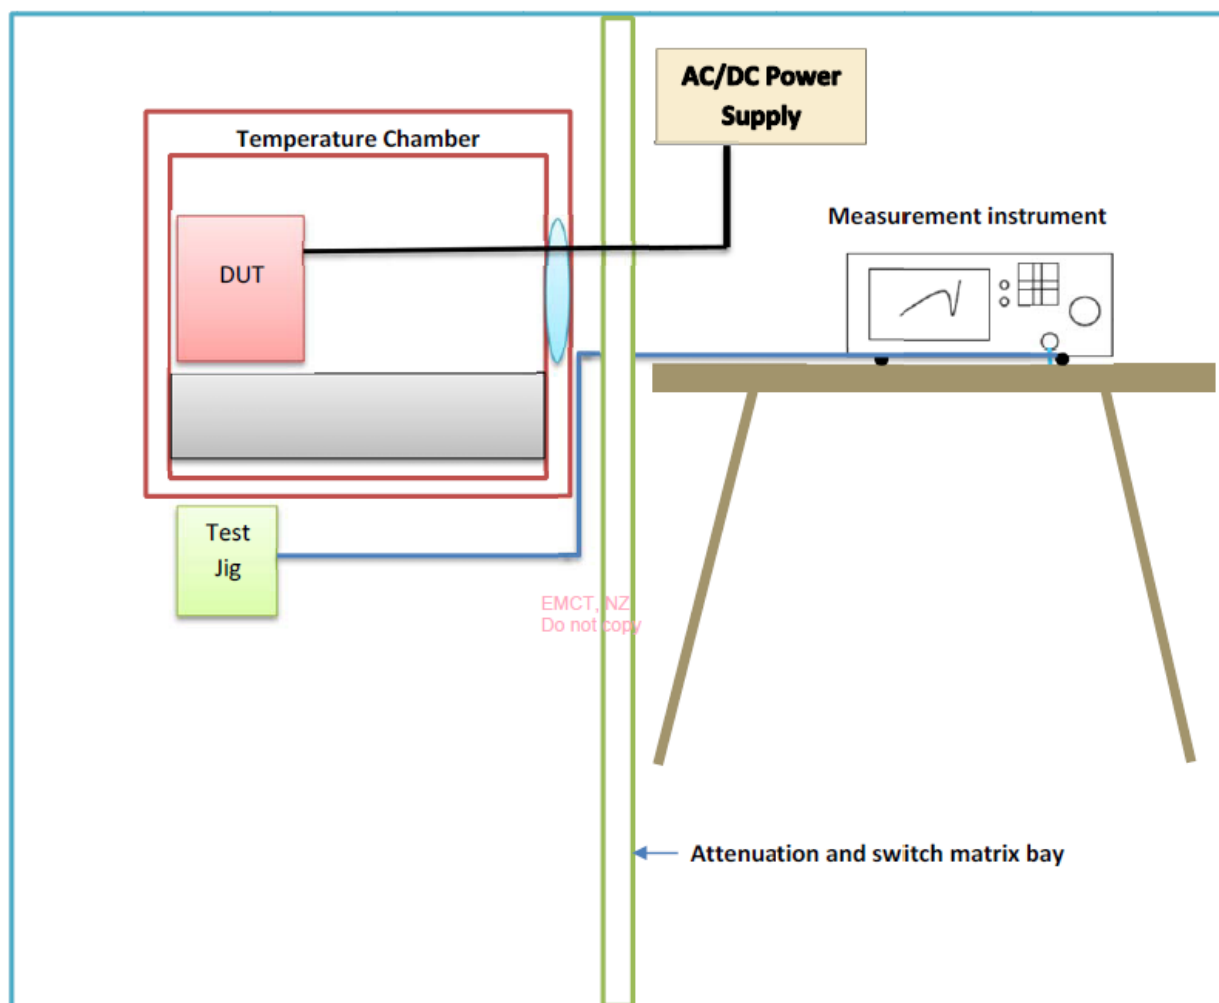 AC/DC Power
Supply
Temperature Chamber
Measurement instrument
DUT
Test
Jig
EMCT, NZ
Do not copy
Attenuation and switch matrix bay